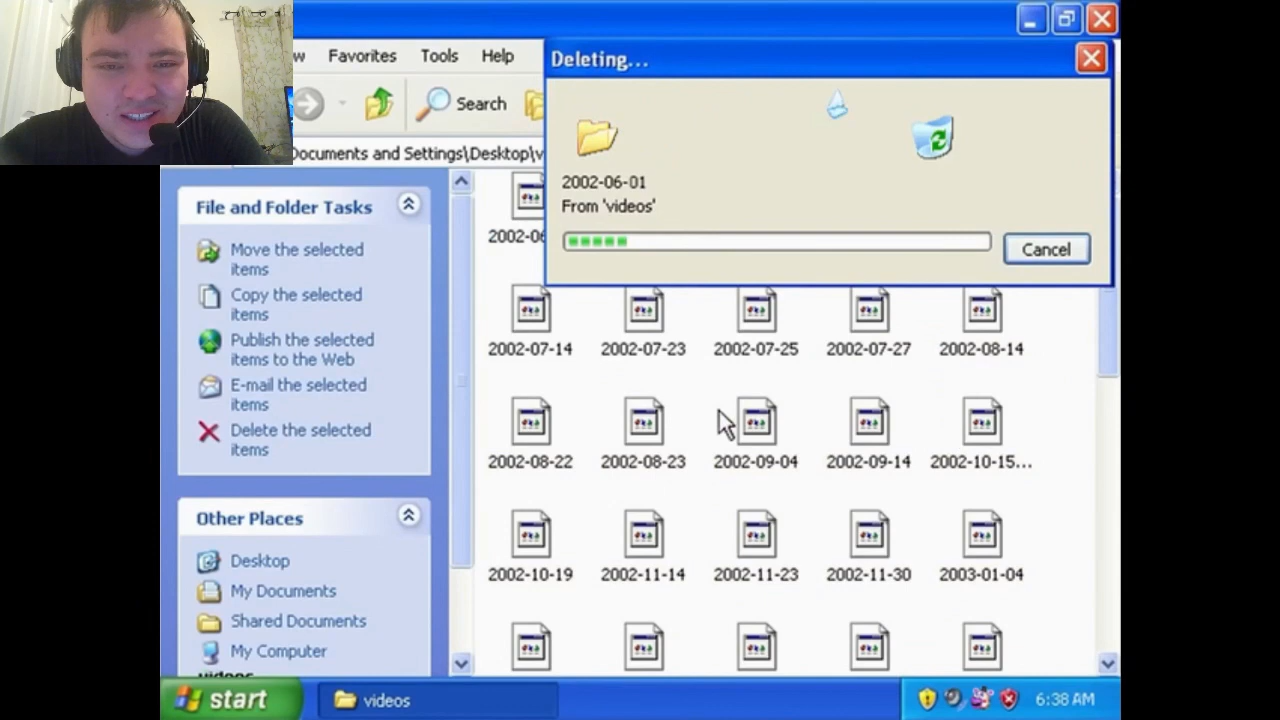 w Favorites Tools Help
Deleting...
Search
Documents and Settings\Desktop\v
2002-06-01
From 'videos'
Cancel
File and Folder Tasks
Move the selected
items
Copy the selected
items
Publish the selected
items to the Web
E-mail the selected
items
Delete the selected
items
Other Places
Desktop
My Documents
Shared Documents
My Computer
videos
2002-06
2002-07-14 2002-07-23 2002-07-25 2002-07-27 2002-08-14
2002-08-22 2002-08-23 2002-09-04 2002-09-14 2002-10-15...
2002-10-19 2002-11-14 2002-11-23 2002-11-30 2003-01-04
start videos 6:38 AM